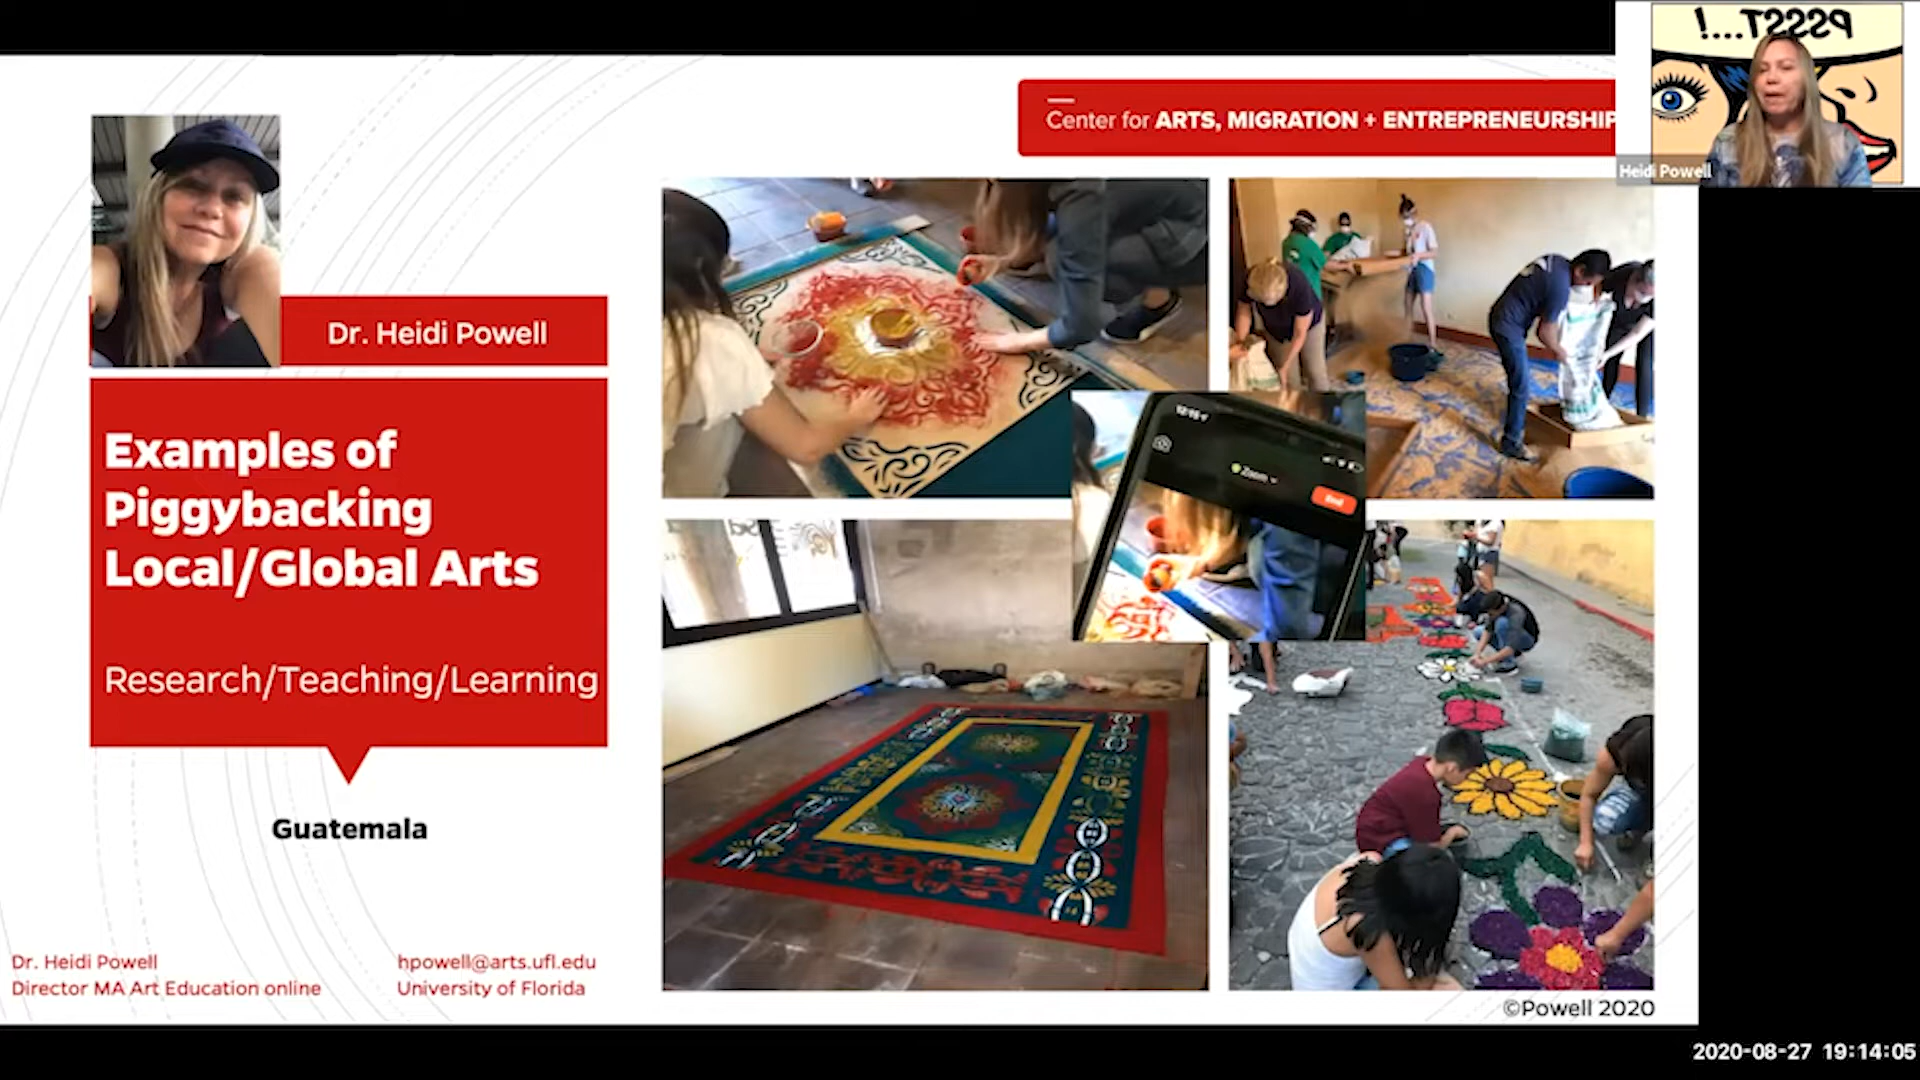 PSSST...!
Heidi Powell
Center for ARTS, MIGRATION + ENTREPRENEURSHIP
Dr. Heidi Powell
Examples of
Piggybacking
Local/Global Arts
Research/Teaching/Learning
Guatemala
Zoom
End
Dr. Heidi Powell
Director MA Art Education online
hpowell@arts.ufl.edu
University of Florida
©Powell 2020
2020-08-27 19:14:05